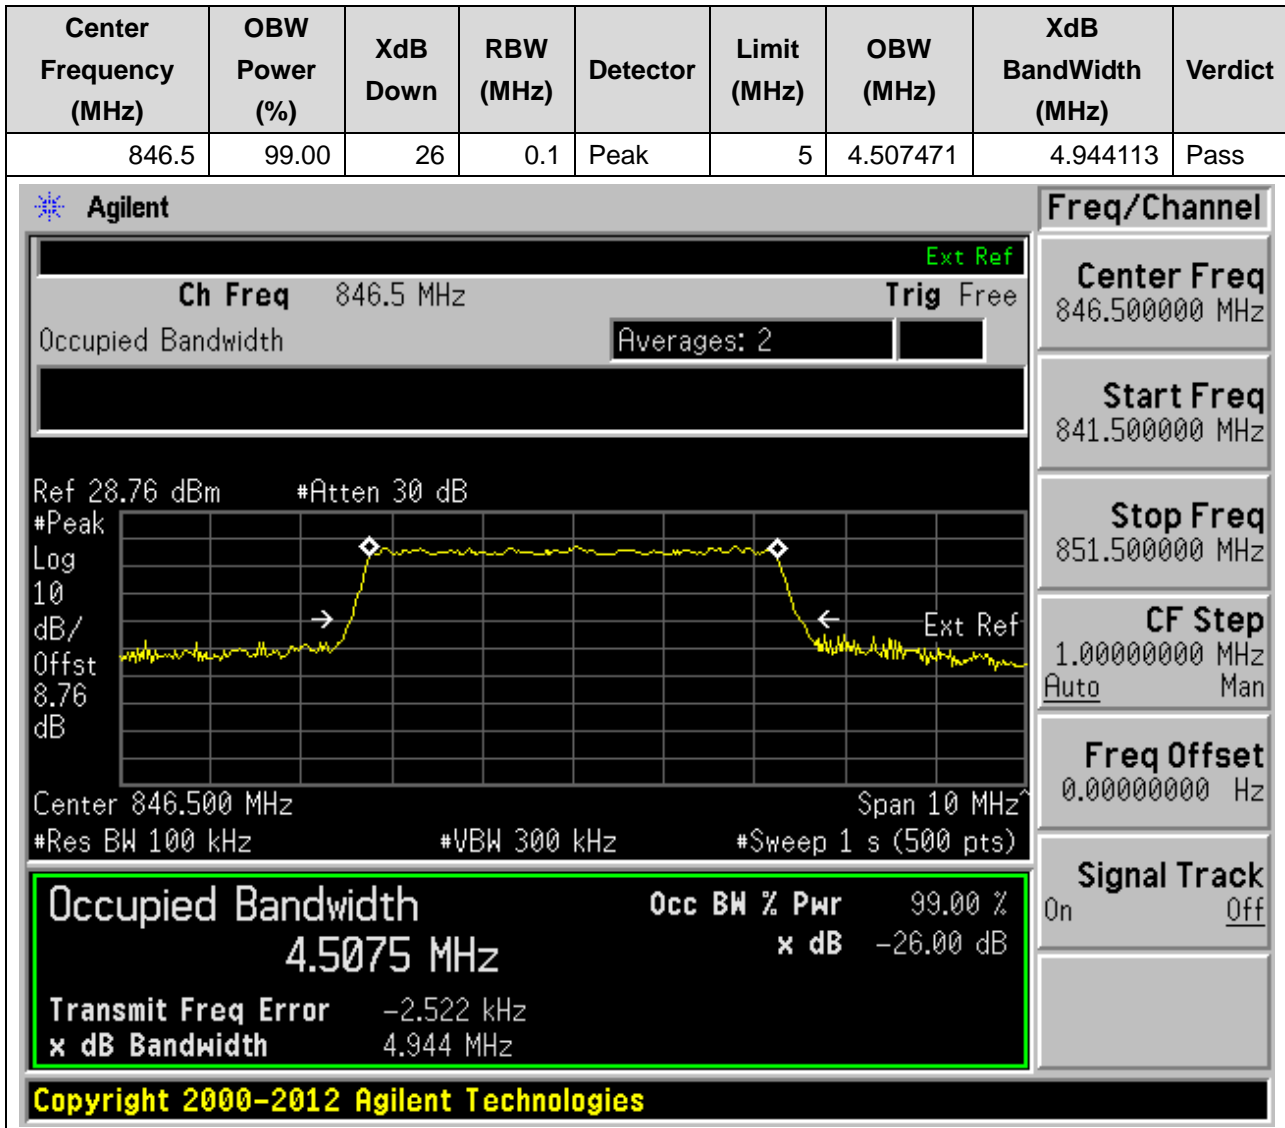 Center Frequency (MHz) OBW Power (%) XdB Down RBW (MHz) Detector Limit (MHz) OBW (MHz) XdB BandWidth (MHz) Verdict
846.5 99.00 26 0.1 Peak 5 4.507471 4.944113 Pass
Agilent
Freq/Channel
Ext Ref
Ch Freq 846.5 MHz Trig Free
Occupied Bandwidth Averages: 2
Center Freq
846.500000 MHz
Start Freq
841.500000 MHz
Stop Freq
851.500000 MHz
CF Step
1.00000000 MHz
Auto Man
Freq Offset
0.00000000 Hz
Signal Track
On Off
Ref 28.76 dBm #Atten 30 dB
#Peak
Log
10
dB/
Offst
8.76
dB
Ext Ref
Center 846.500 MHz Span 10 MHz^
#Res BW 100 kHz #VBW 300 kHz #Sweep 1 s (500 pts)
Occupied Bandwidth
4.5075 MHz
Occ BW % Pwr 99.00 %
x dB -26.00 dB
Transmit Freq Error -2.522 kHz
x dB Bandwidth 4.944 MHz
Copyright 2000-2012 Agilent Technologies